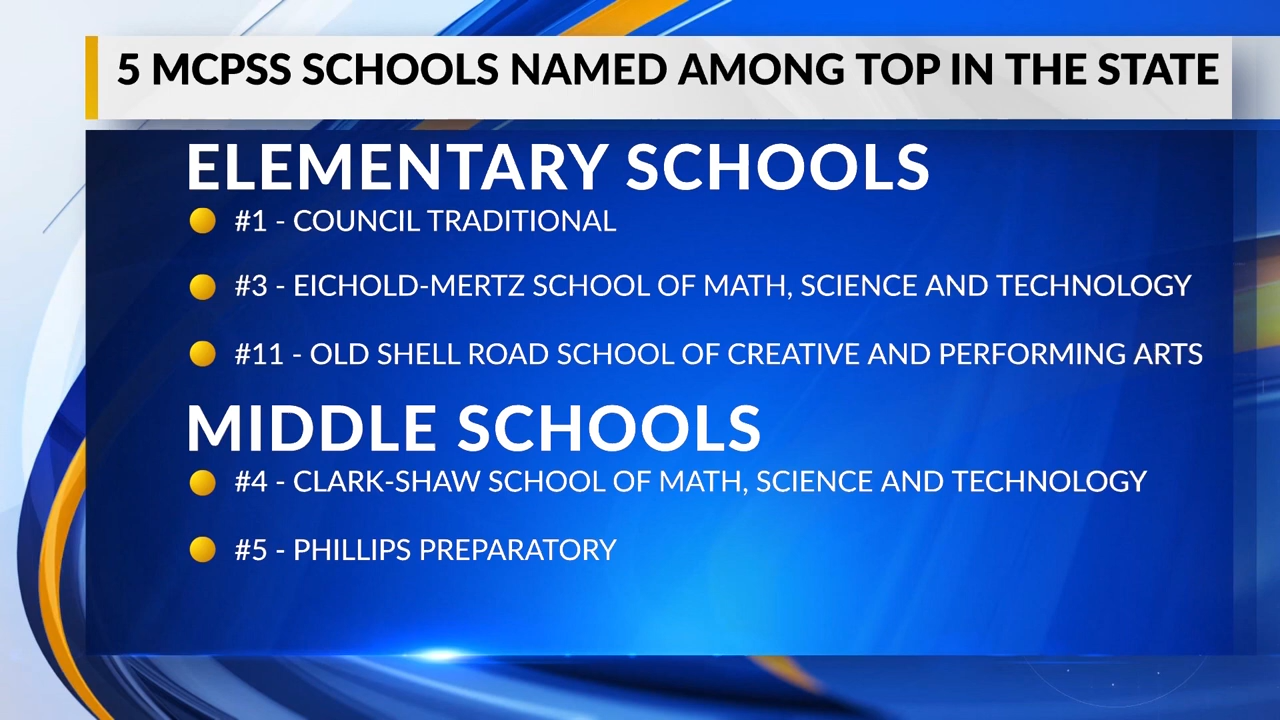 5 MCPSS SCHOOLS NAMED AMONG TOP IN THE STATE
ELEMENTARY SCHOOLS
#1 - COUNCIL TRADITIONAL
#3 - EICHOLD-MERTZ SCHOOL OF MATH, SCIENCE AND TECHNOLOGY
#11 - OLD SHELL ROAD SCHOOL OF CREATIVE AND PERFORMING ARTS
MIDDLE SCHOOLS
#4 - CLARK-SHAW SCHOOL OF MATH, SCIENCE AND TECHNOLOGY
#5 - PHILLIPS PREPARATORY